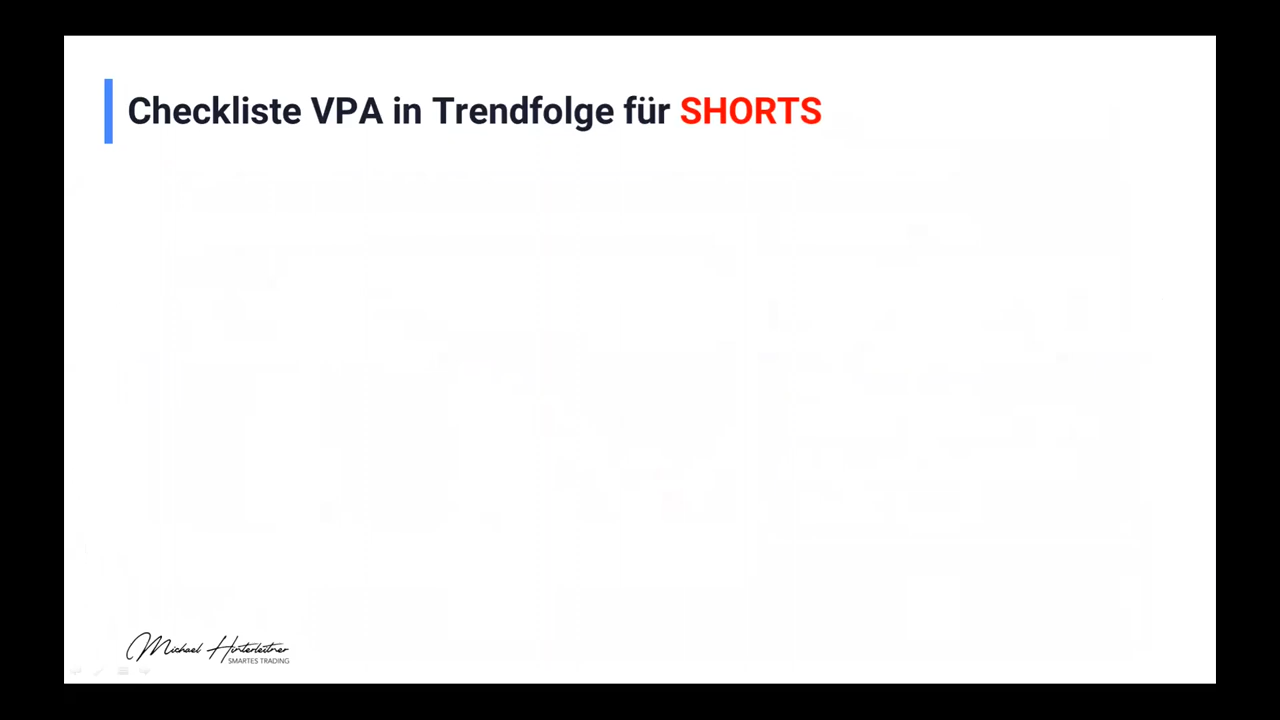 Checkliste VPA in Trendfolge für SHORTS
Michael Hinterleitner
SMARTES TRADING